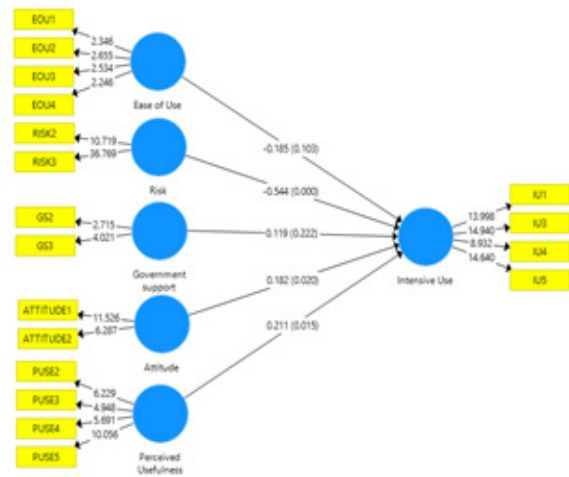 EOU1
2.346
EOU2
2.655
EOU3
2.534
2.246
EOU4
Ease of Use
-0.185 (0.103)
RISK2
10.719
RISK3
36.769
Risk
-0.544 (0.000)
IU1
13.998
IU3
14.940
8.932
IU4
14.640
IU5
Intensive Use
GS2
2.715
GS3
4.021
0.119 (0.222)
Government
support
0.182 (0.020)
ATTITUDE1
11.526
6.287
ATTITUDE2
Attitude
0.211 (0.015)
PUSE2
6.229
PUSE3
4.948
5.691
PUSE4
10.056
PUSE5
Perceived
Usefulness